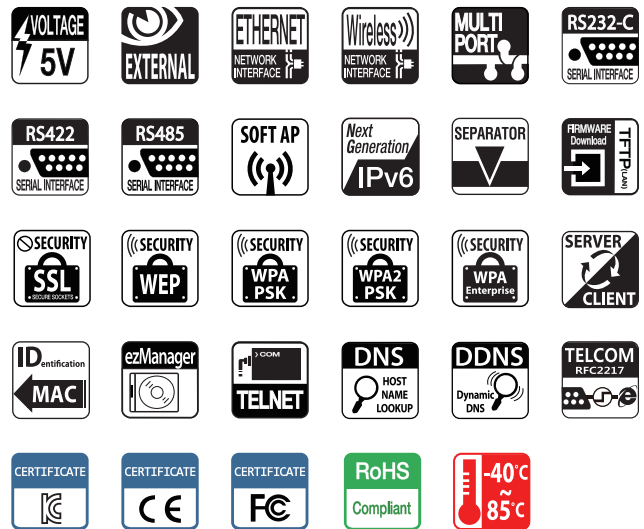 VOLTAGE
5V
EXTERNAL
ETHERNET
NETWORK
INTERFACE
Wireless
NETWORK
INTERFACE
MULTI
PORT
RS232-C
SERIAL INTERFACE
RS422
SERIAL INTERFACE
RS485
SERIAL INTERFACE
SOFT AP
Next
Generation
IPv6
SEPARATOR
FIRMWARE
Download
TFTP(LAN)
SECURITY
SSL
SECURE SOCKETS
SECURITY
WEP
SECURITY
WPA
PSK
SECURITY
WPA2
PSK
SECURITY
WPA
Enterprise
SERVER
CLIENT
IDentification
MAC
ezManager
COM
TELNET
DNS
HOST
NAME
LOOKUP
DDNS
Dynamic
DNS
TELCOM
RFC2217
CERTIFICATE
KC
CERTIFICATE
CE
CERTIFICATE
FC
RoHS
Compliant
-40°C
~
85°C